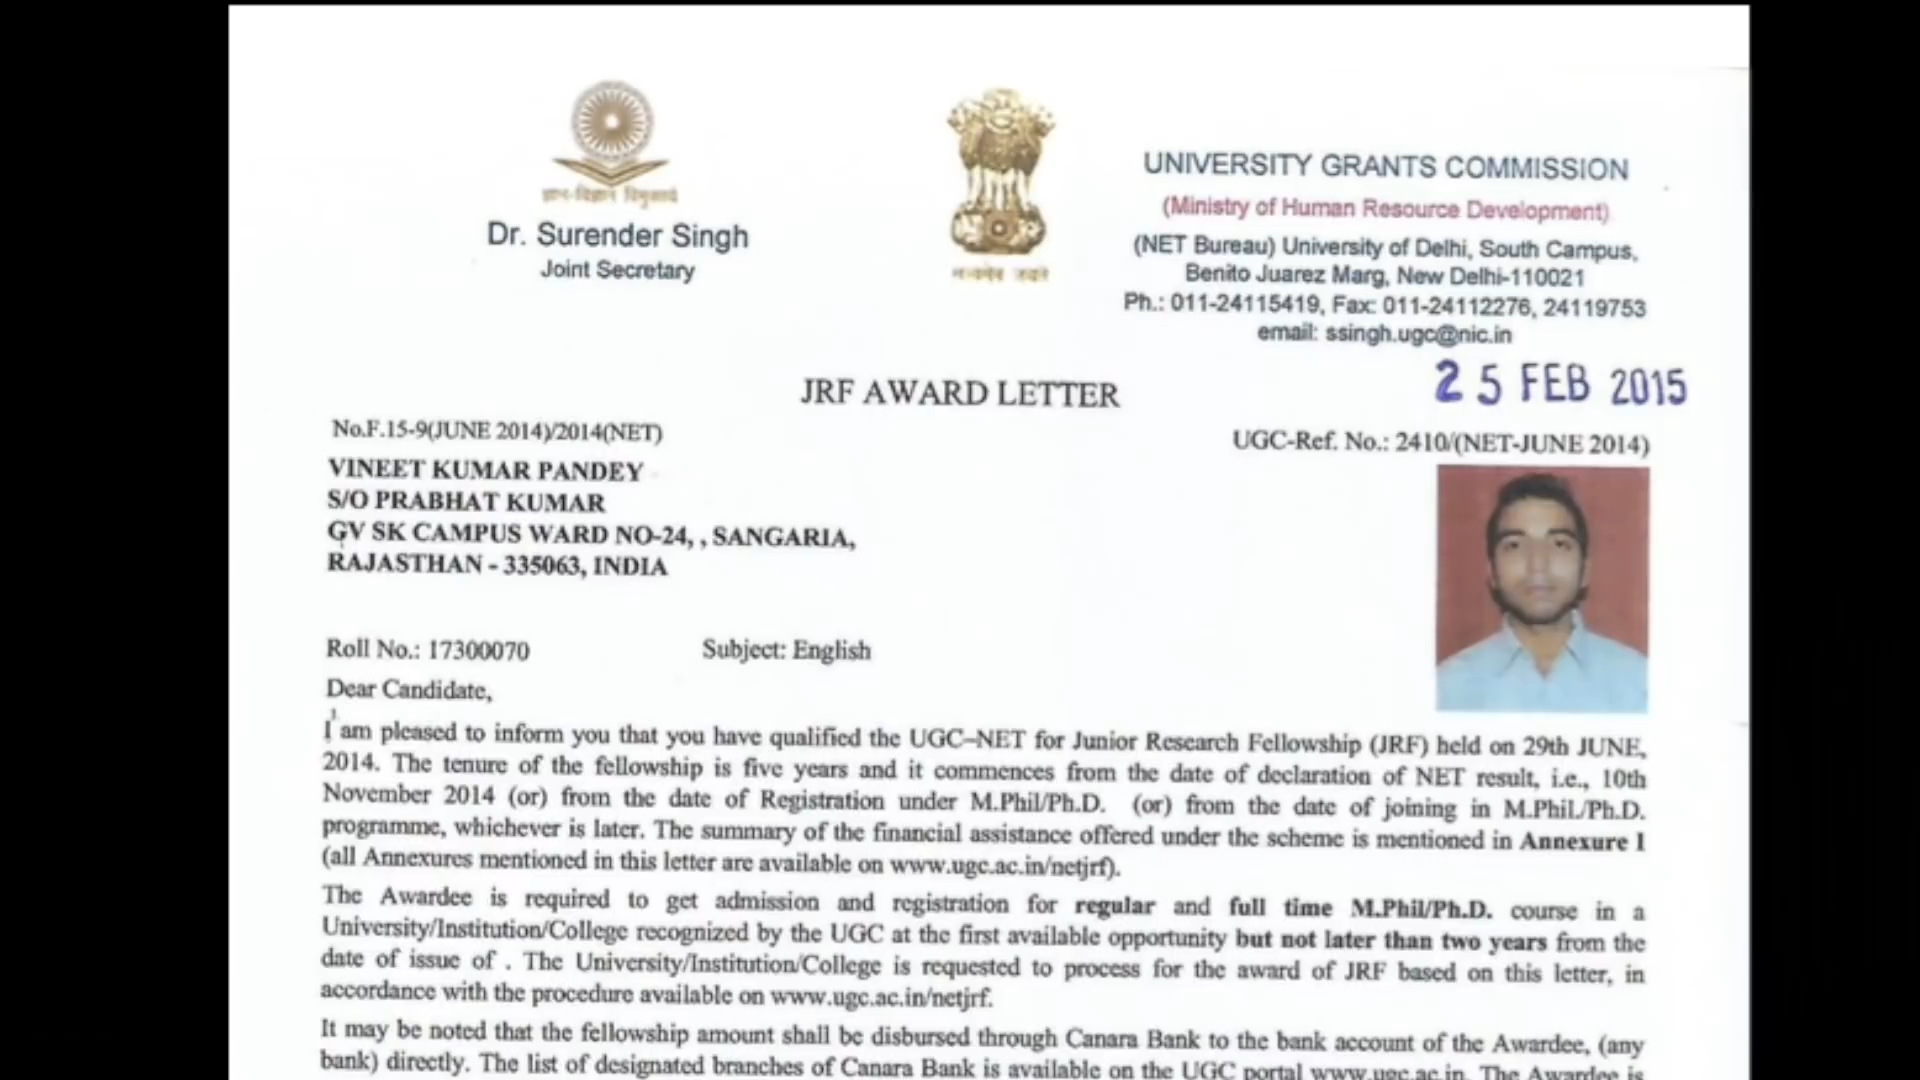 ज्ञान-विज्ञान विमुक्तये
Dr. Surender Singh
Joint Secretary
सत्यमेव जयते
UNIVERSITY GRANTS COMMISSION
(Ministry of Human Resource Development)
(NET Bureau) University of Delhi, South Campus,
Benito Juarez Marg, New Delhi-110021
Ph.: 011-24115419, Fax: 011-24112276, 24119753
email: ssingh.ugc@nic.in
25 FEB 2015
JRF AWARD LETTER
No.F.15-9(JUNE 2014)/2014(NET)
UGC-Ref. No.: 2410/(NET-JUNE 2014)
VINEET KUMAR PANDEY
S/O PRABHAT KUMAR
GV SK CAMPUS WARD NO-24, , SANGARIA,
RAJASTHAN - 335063, INDIA
Roll No.: 17300070 Subject: English
Dear Candidate,
I am pleased to inform you that you have qualified the UGC–NET for Junior Research Fellowship (JRF) held on 29th JUNE,
2014. The tenure of the fellowship is five years and it commences from the date of declaration of NET result, i.e., 10th
November 2014 (or) from the date of Registration under M.Phil/Ph.D. (or) from the date of joining in M.Phil./Ph.D.
programme, whichever is later. The summary of the financial assistance offered under the scheme is mentioned in Annexure I
(all Annexures mentioned in this letter are available on www.ugc.ac.in/netjrf).
The Awardee is required to get admission and registration for regular and full time M.Phil/Ph.D. course in a
University/Institution/College recognized by the UGC at the first available opportunity but not later than two years from the
date of issue of . The University/Institution/College is requested to process for the award of JRF based on this letter, in
accordance with the procedure available on www.ugc.ac.in/netjrf.
It may be noted that the fellowship amount shall be disbursed through Canara Bank to the bank account of the Awardee, (any
bank) directly. The list of designated branches of Canara Bank is available on the UGC portal www.ugc.ac.in. The Awardee is